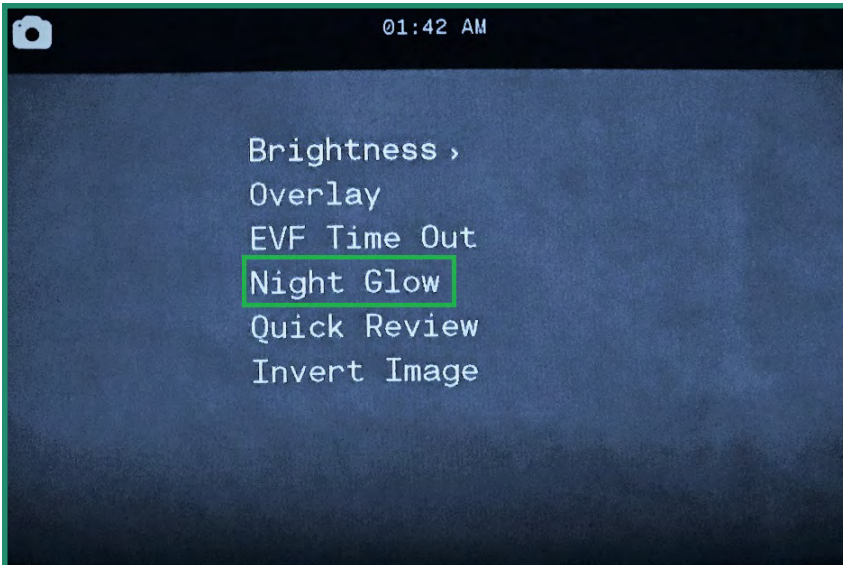 01:42 AM
Brightness ›
Overlay
EVF Time Out
Night Glow
Quick Review
Invert Image